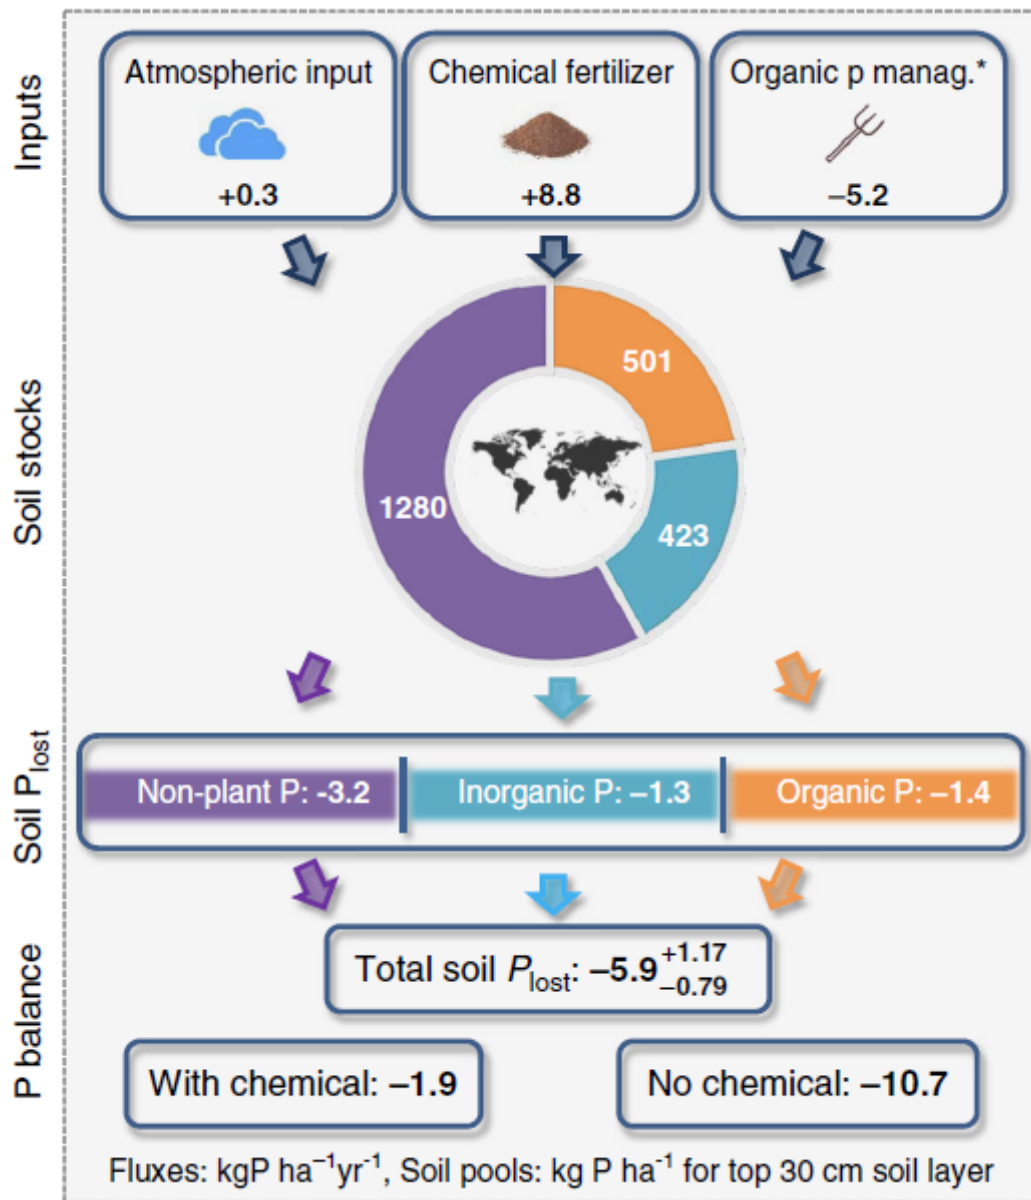 Inputs
Atmospheric input
+0.3
Chemical fertilizer
+8.8
Organic p manag.*
–5.2
Soil stocks
501
1280
423
Soil Plost
Non-plant P: -3.2
Inorganic P: –1.3
Organic P: –1.4
P balance
Total soil Plost: –5.9 +1.17 –0.79
With chemical: –1.9
No chemical: –10.7
Fluxes: kgP ha⁻¹yr⁻¹, Soil pools: kg P ha⁻¹ for top 30 cm soil layer